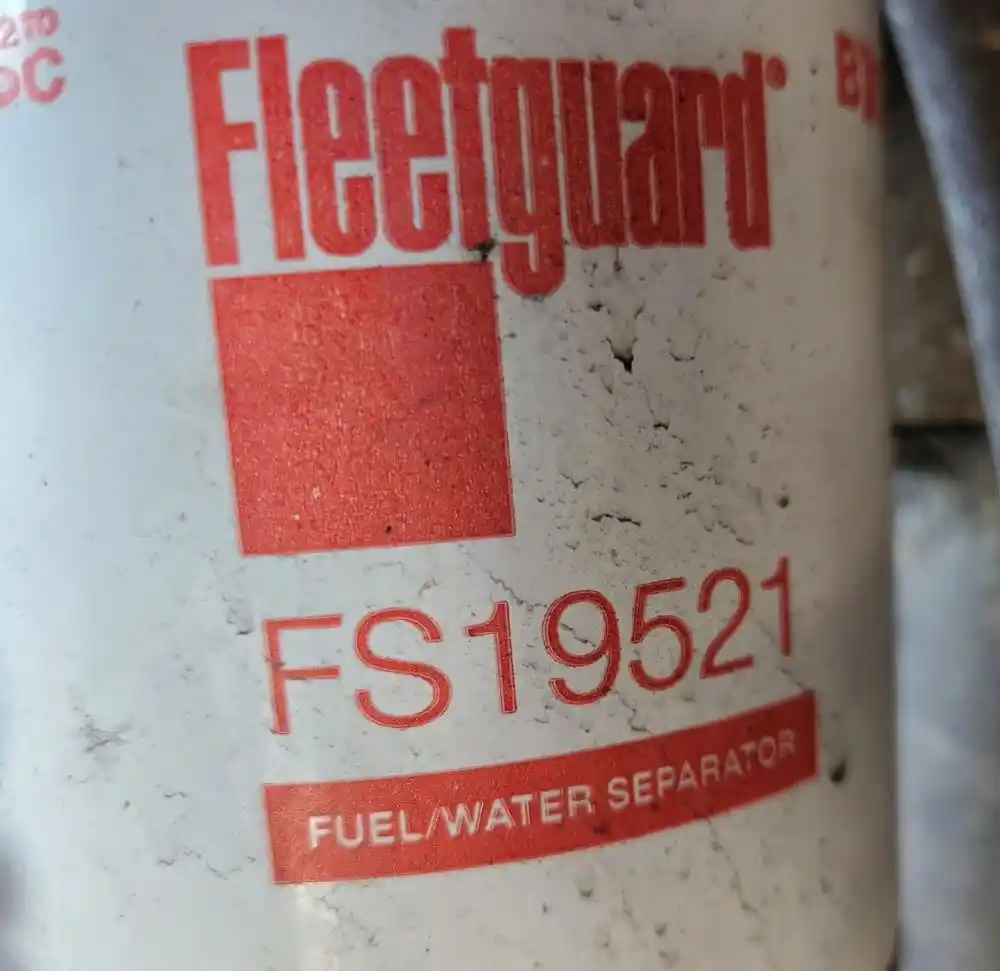 Fleetguard®
FS19521
FUEL/WATER SEPARATOR